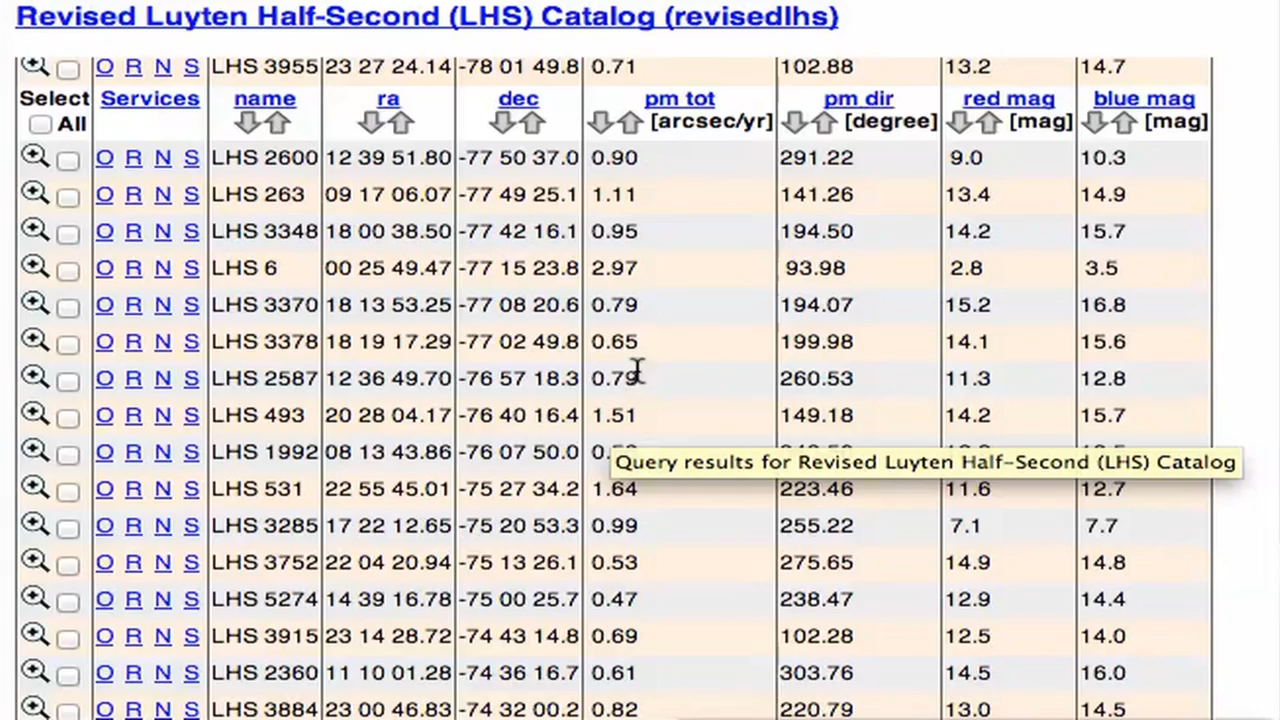 Revised Luyten Half-Second (LHS) Catalog (revisedlhs)
O R N S LHS 3955 23 27 24.14 -78 01 49.8 0.71 102.88 13.2 14.7
Select Services name ra dec pm tot pm dir red mag blue mag
All [arcsec/yr] [degree] [mag] [mag]
O R N S LHS 2600 12 39 51.80 -77 50 37.0 0.90 291.22 9.0 10.3
O R N S LHS 263 09 17 06.07 -77 49 25.1 1.11 141.26 13.4 14.9
O R N S LHS 3348 18 00 38.50 -77 42 16.1 0.95 194.50 14.2 15.7
O R N S LHS 6 00 25 49.47 -77 15 23.8 2.97 93.98 2.8 3.5
O R N S LHS 3370 18 13 53.25 -77 08 20.6 0.79 194.07 15.2 16.8
O R N S LHS 3378 18 19 17.29 -77 02 49.8 0.65 199.98 14.1 15.6
O R N S LHS 2587 12 36 49.70 -76 57 18.3 0.79 260.53 11.3 12.8
O R N S LHS 493 20 28 04.17 -76 40 16.4 1.51 149.18 14.2 15.7
O R N S LHS 1992 08 13 43.86 -76 07 50.0
Query results for Revised Luyten Half-Second (LHS) Catalog
O R N S LHS 531 22 55 45.01 -75 27 34.2 1.64 223.46 11.6 12.7
O R N S LHS 3285 17 22 12.65 -75 20 53.3 0.99 255.22 7.1 7.7
O R N S LHS 3752 22 04 20.94 -75 13 26.1 0.53 275.65 14.9 14.8
O R N S LHS 5274 14 39 16.78 -75 00 25.7 0.47 238.47 12.9 14.4
O R N S LHS 3915 23 14 28.72 -74 43 14.8 0.69 102.28 12.5 14.0
O R N S LHS 2360 11 10 01.28 -74 36 16.7 0.61 303.76 14.5 16.0
O R N S LHS 3884 23 00 46.83 -74 32 00.2 0.82 220.79 13.0 14.5